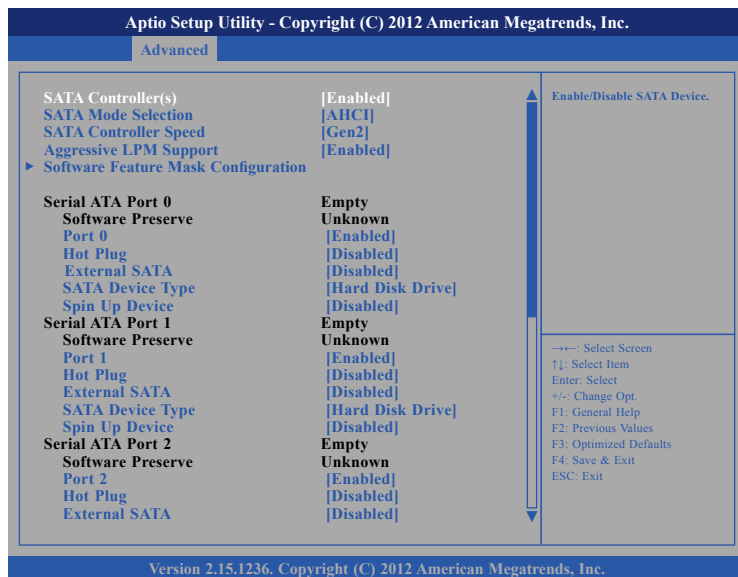 Aptio Setup Utility - Copyright (C) 2012 American Megatrends, Inc.
Advanced
SATA Controller(s) [Enabled]
SATA Mode Selection [AHCI]
SATA Controller Speed [Gen2]
Aggressive LPM Support [Enabled]
▶ Software Feature Mask Configuration
Serial ATA Port 0 Empty
Software Preserve Unknown
Port 0 [Enabled]
Hot Plug [Disabled]
External SATA [Disabled]
SATA Device Type [Hard Disk Drive]
Spin Up Device [Disabled]
Serial ATA Port 1 Empty
Software Preserve Unknown
Port 1 [Enabled]
Hot Plug [Disabled]
External SATA [Disabled]
SATA Device Type [Hard Disk Drive]
Spin Up Device [Disabled]
Serial ATA Port 2 Empty
Software Preserve Unknown
Port 2 [Enabled]
Hot Plug [Disabled]
External SATA [Disabled]
Enable/Disable SATA Device.
→←: Select Screen
↑↓: Select Item
Enter: Select
+/-: Change Opt.
F1: General Help
F2: Previous Values
F3: Optimized Defaults
F4: Save & Exit
ESC: Exit
Version 2.15.1236. Copyright (C) 2012 American Megatrends, Inc.